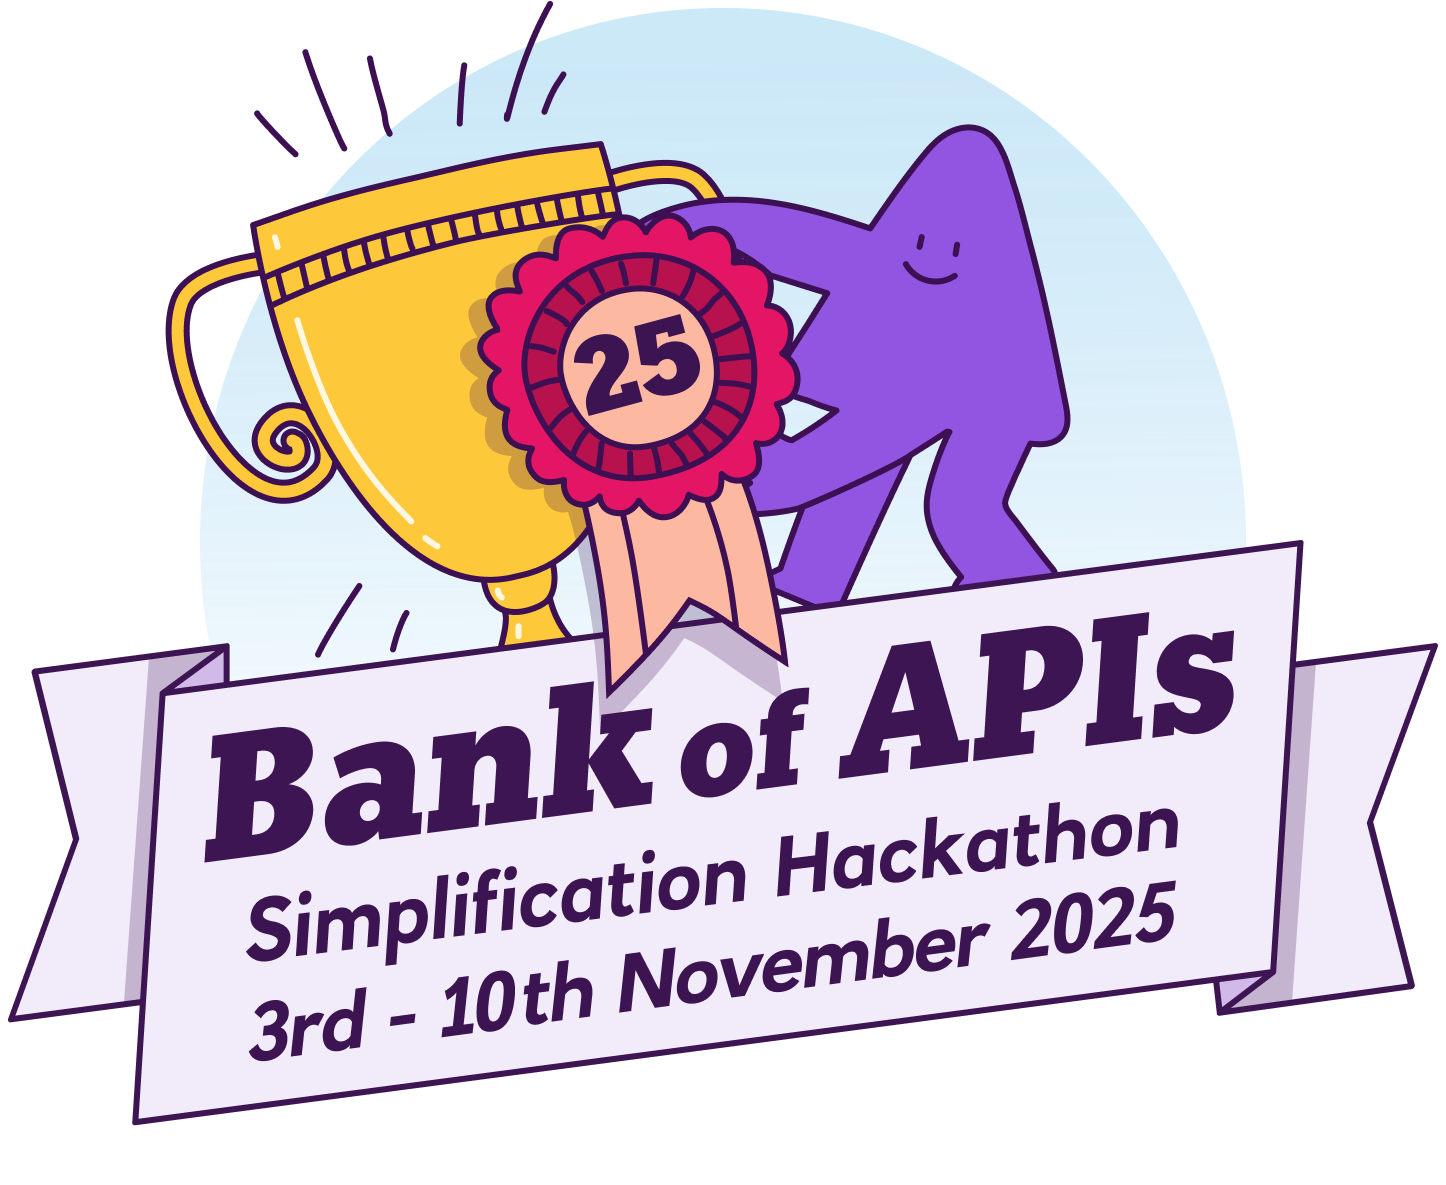 25
Bank of APIs
Simplification Hackathon
3rd - 10th November 2025